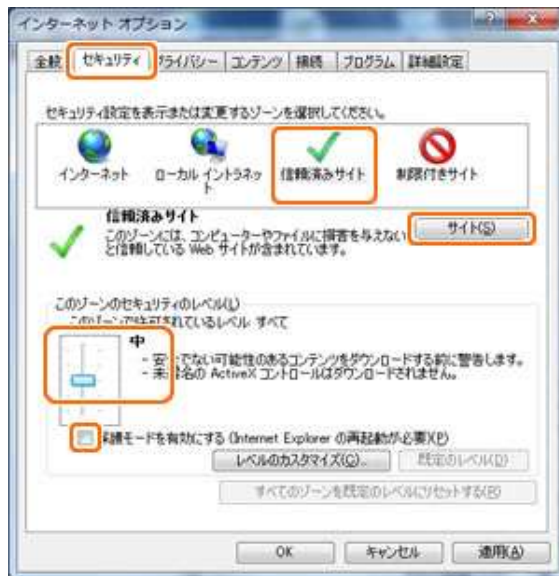 インターネット オプション
全般 セキュリティ プライバシー コンテンツ 接続 プログラム 詳細設定
セキュリティ設定を表示または変更するゾーンを選択してください。
インターネット ローカル イントラネット 信頼済みサイト 制限付きサイト
信頼済みサイト
このゾーンには、コンピューターやファイルに損害を与えない
と信頼している Web サイトが含まれています。
サイト(S)
このゾーンのセキュリティのレベル(L)
このゾーンで許可されているレベル すべて
中
- 安全でない可能性のあるコンテンツをダウンロードする前に警告します。
- 未署名の ActiveX コントロールはダウンロードされません。
保護モードを有効にする (Internet Explorer の再起動が必要)(P)
レベルのカスタマイズ(C)... 既定のレベル(D)
すべてのゾーンを既定のレベルにリセットする(R)
OK キャンセル 適用(A)